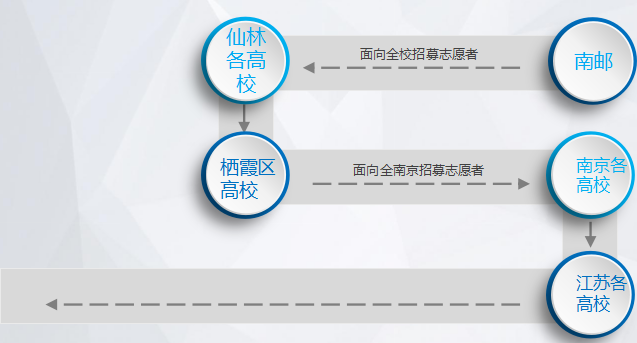 仙林
各高
校
面向全校招募志愿者
南邮
栖霞区
高校
面向全南京招募志愿者
南京各
高校
江苏各
高校